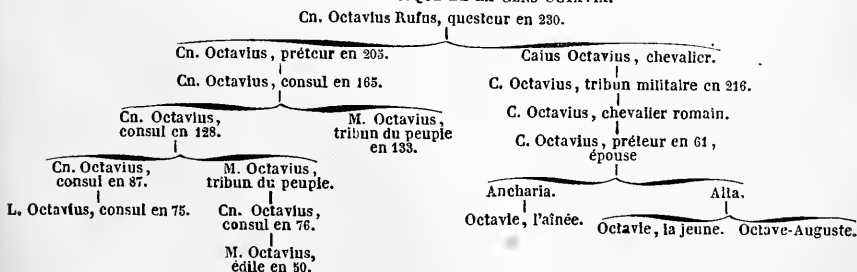 Cn. Octavius Rufus, questeur en 230.
Cn. Octavius, préteur en 205.
Caius Octavius, chevalier.
Cn. Octavius, consul en 165.
C. Octavius, tribun militaire en 216.
Cn. Octavius,
consul en 128.
M. Octavius,
tribun du peuple
en 133.
C. Octavius, chevalier romain.
C. Octavius, préteur en 61,
épouse
Cn. Octavius,
consul en 87.
M. Octavius,
tribun du peuple.
Ancharia.
Atia.
L. Octavius, consul en 75.
Cn. Octavius,
consul en 76.
Octavie, l'aînée.
Octavie, la jeune.
Octave-Auguste.
M. Octavius,
édile en 50.